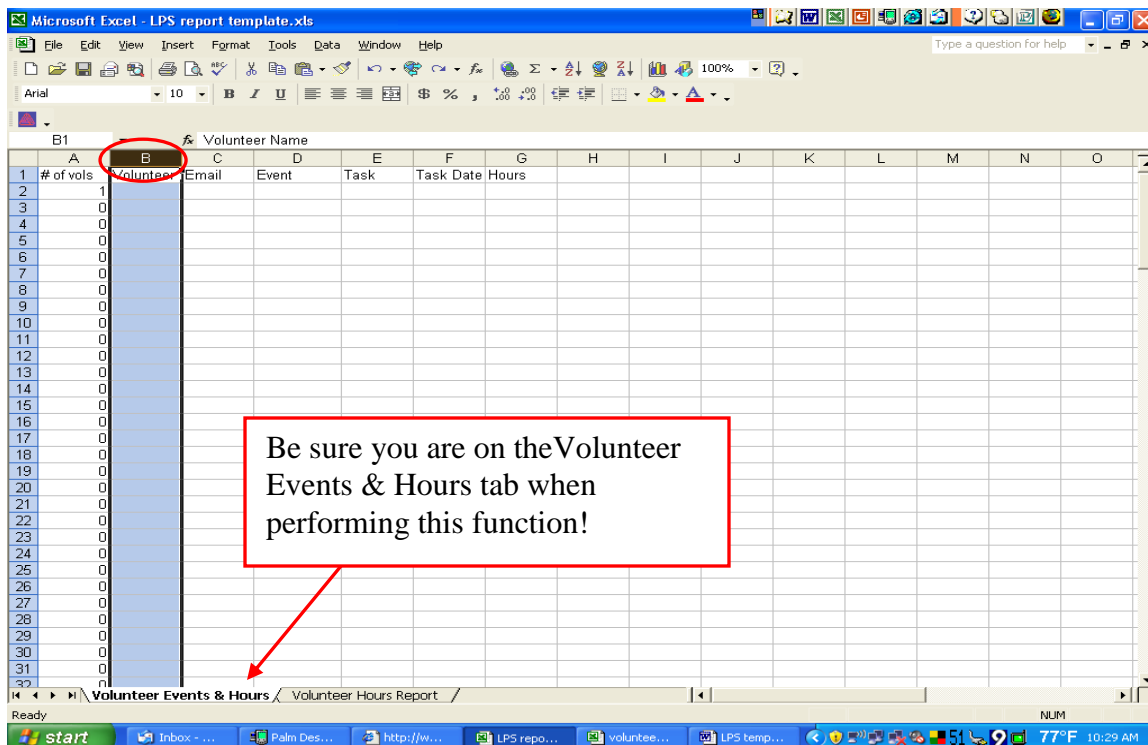 Microsoft Excel - LPS report template.xls
File Edit View Insert Format Tools Data Window Help
Type a question for help
100%
Arial 10 B I U $ % ,
B1 fx Volunteer Name
A B C D E F G H I J K L M N O
1 # of vols Volunteer Email Event Task Task Date Hours
2 1
3 0
4 0
5 0
6 0
7 0
8 0
9 0
10 0
11 0
12 0
13 0
14 0
15 0
16 0
17 0
18 0
19 0
20 0
21 0
22 0
23 0
24 0
25 0
26 0
27 0
28 0
29 0
30 0
31 0
32 0
Be sure you are on theVolunteer
Events & Hours tab when
performing this function!
Volunteer Events & Hours Volunteer Hours Report
Ready NUM
start Inbox - ... Palm Des... http://w... LPS repo... voluntee... LPS temp... 51 9 77°F 10:29 AM